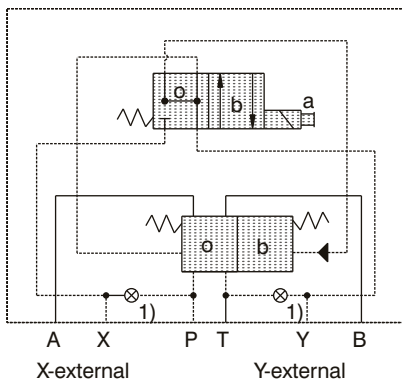 o
b
a
o b
1) 1)
A X P T Y B
X-external Y-external